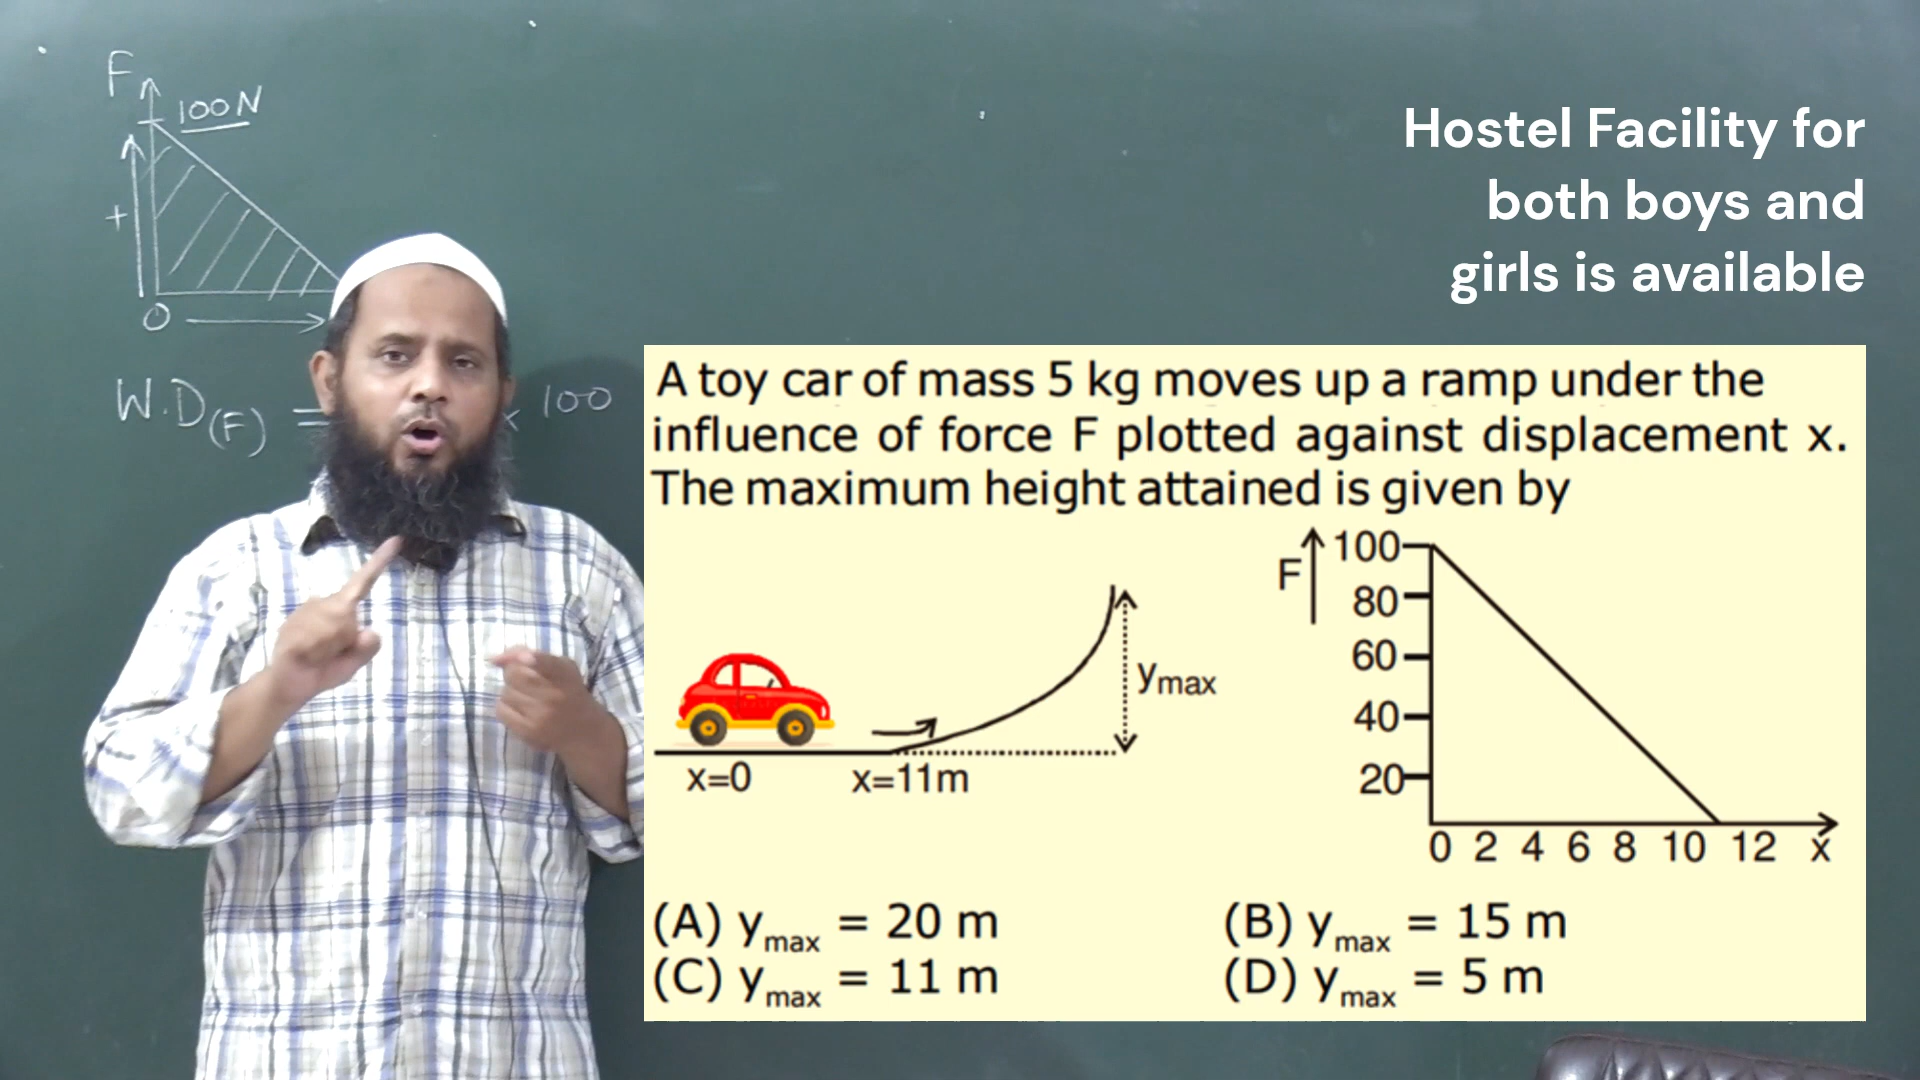 F
100N
+
O
W.D(F) = x 100
Hostel Facility for
both boys and
girls is available
A toy car of mass 5 kg moves up a ramp under the
influence of force F plotted against displacement x.
The maximum height attained is given by
x=0 x=11m
ymax
F
100
80
60
40
20
0 2 4 6 8 10 12 x
(A) ymax = 20 m (B) ymax = 15 m
(C) ymax = 11 m (D) ymax = 5 m